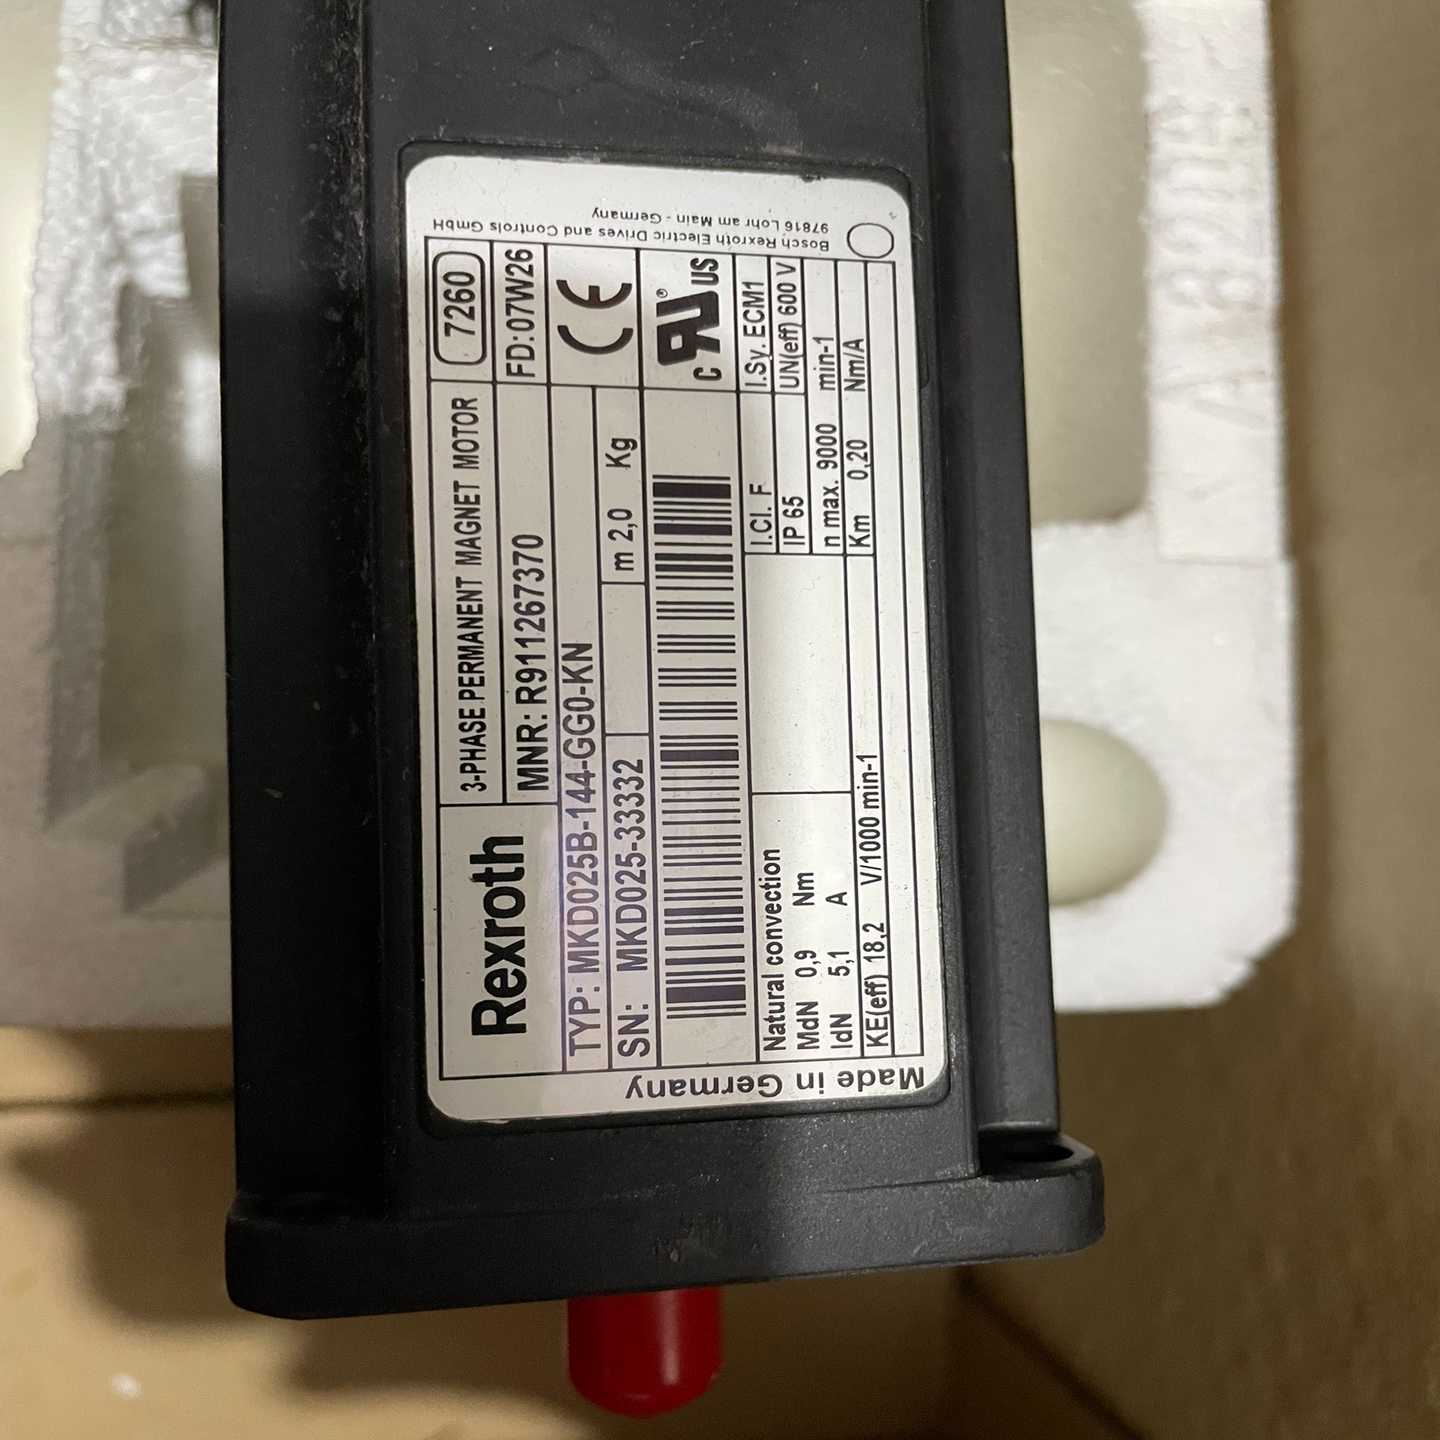 Rexroth
3-PHASE PERMANENT MAGNET MOTOR 7260
MNR: R911267370 FD:07W26
TYP: MKD025B-144-GG0-KN CE
SN: MKD025-33332 m 2,0 Kg
c RU ® US
Natural convection I.Cl. F I.Sy. ECM1
MdN 0,9 Nm IP 65 UN(eff) 600 V
IdN 5,1 A n max. 9000 min-1
KE(eff) 18,2 V/1000 min-1 Km 0,20 Nm/A
Made in Germany
Bosch Rexroth Electric Drives and Controls GmbH
97816 Lohr am Main - Germany